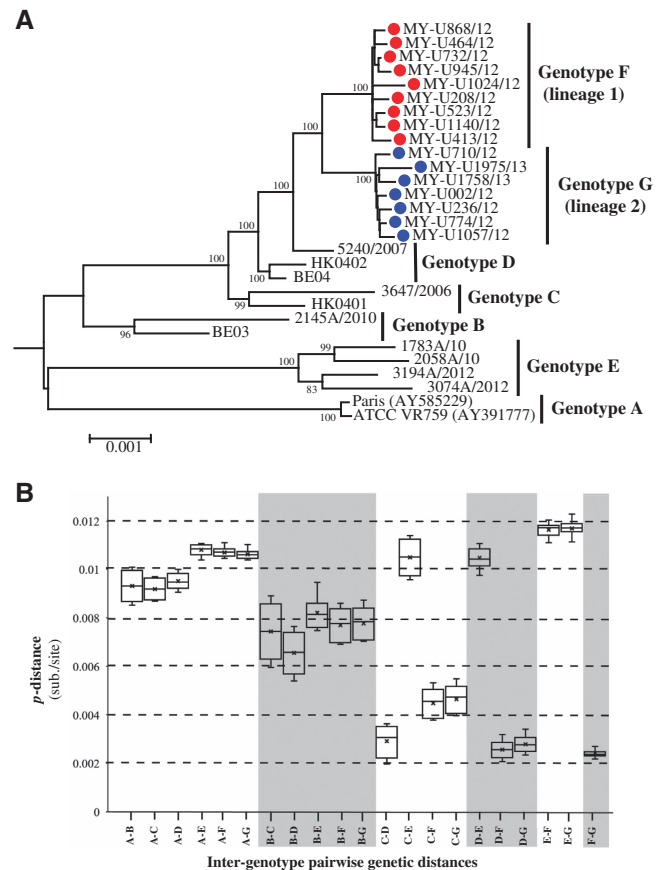 A
MY-U868/12
MY-U464/12
MY-U732/12
MY-U945/12
MY-U1024/12
MY-U208/12
MY-U523/12
MY-U1140/12
MY-U413/12
Genotype F
(lineage 1)
MY-U710/12
MY-U1975/13
MY-U1758/13
MY-U002/12
MY-U236/12
MY-U774/12
MY-U1057/12
Genotype G
(lineage 2)
5240/2007
HK0402
BE04
Genotype D
3647/2006
HK0401
Genotype C
2145A/2010
BE03
Genotype B
1783A/10
2058A/10
3194A/2012
3074A/2012
Genotype E
Paris (AY585229)
ATCC VR759 (AY391777)
Genotype A
100
100
100
100
100
100
100
99
96
99
100
83
100
0.001
B
p-distance
(sub./site)
0.012
0.01
0.008
0.006
0.004
0.002
0
A-B
A-C
A-D
A-E
A-F
A-G
B-C
B-D
B-E
B-F
B-G
C-D
C-E
C-F
C-G
D-E
D-F
D-G
E-F
E-G
F-G
Inter-genotype pairwise genetic distances